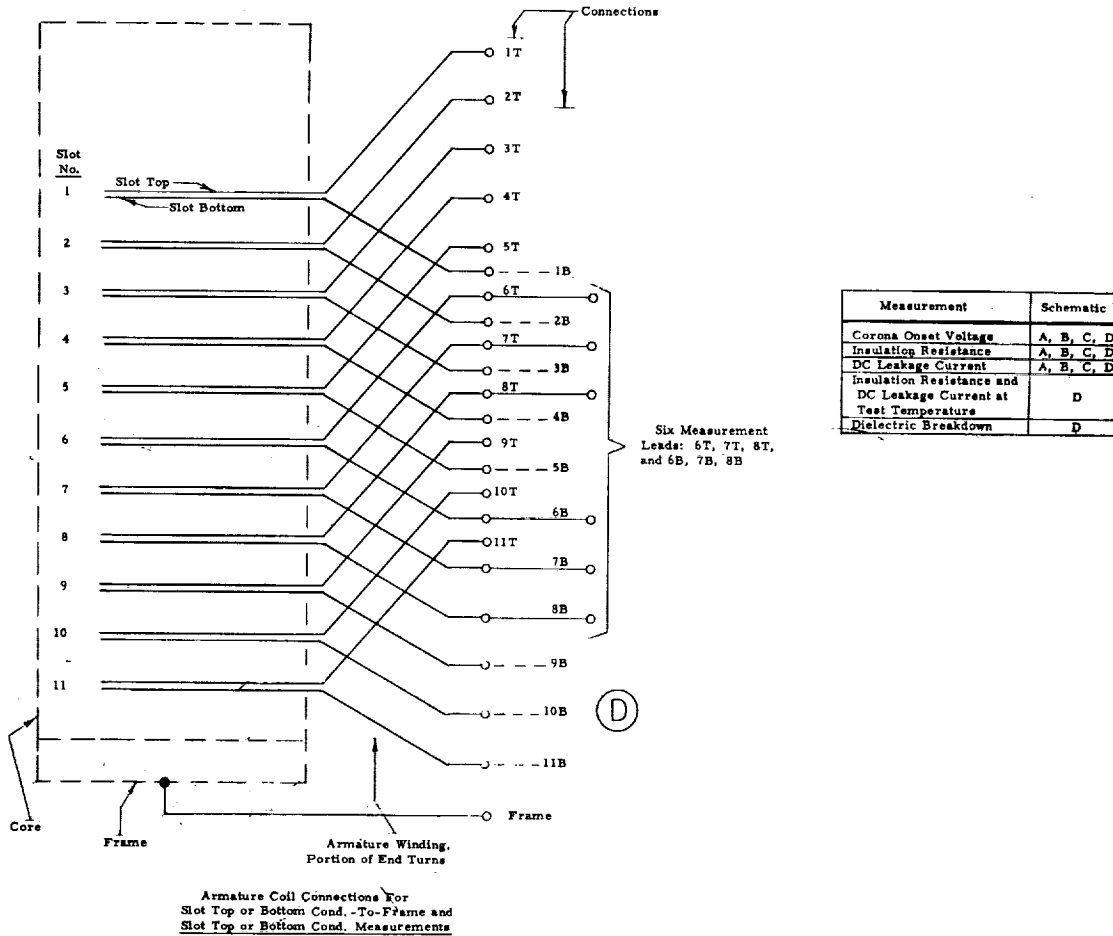 Connections
1T
2T
3T
4T
5T
1B
6T
2B
7T
3B
8T
4B
9T
5B
10T
6B
11T
7B
8B
9B
10B
11B
Slot
No.
1
2
3
4
5
6
7
8
9
10
11
Slot Top
Slot Bottom
Six Measurement
Leads: 6T, 7T, 8T,
and 6B, 7B, 8B
D
Core
Frame
Armature Winding,
Portion of End Turns
Frame
Armature Coil Connections For
Slot Top or Bottom Cond. -To-Frame and
Slot Top or Bottom Cond. Measurements
Measurement Schematic
Corona Onset Voltage A, B, C, D
Insulation Resistance A, B, C, D
DC Leakage Current A, B, C, D
Insulation Resistance and
DC Leakage Current at D
Test Temperature
Dielectric Breakdown D